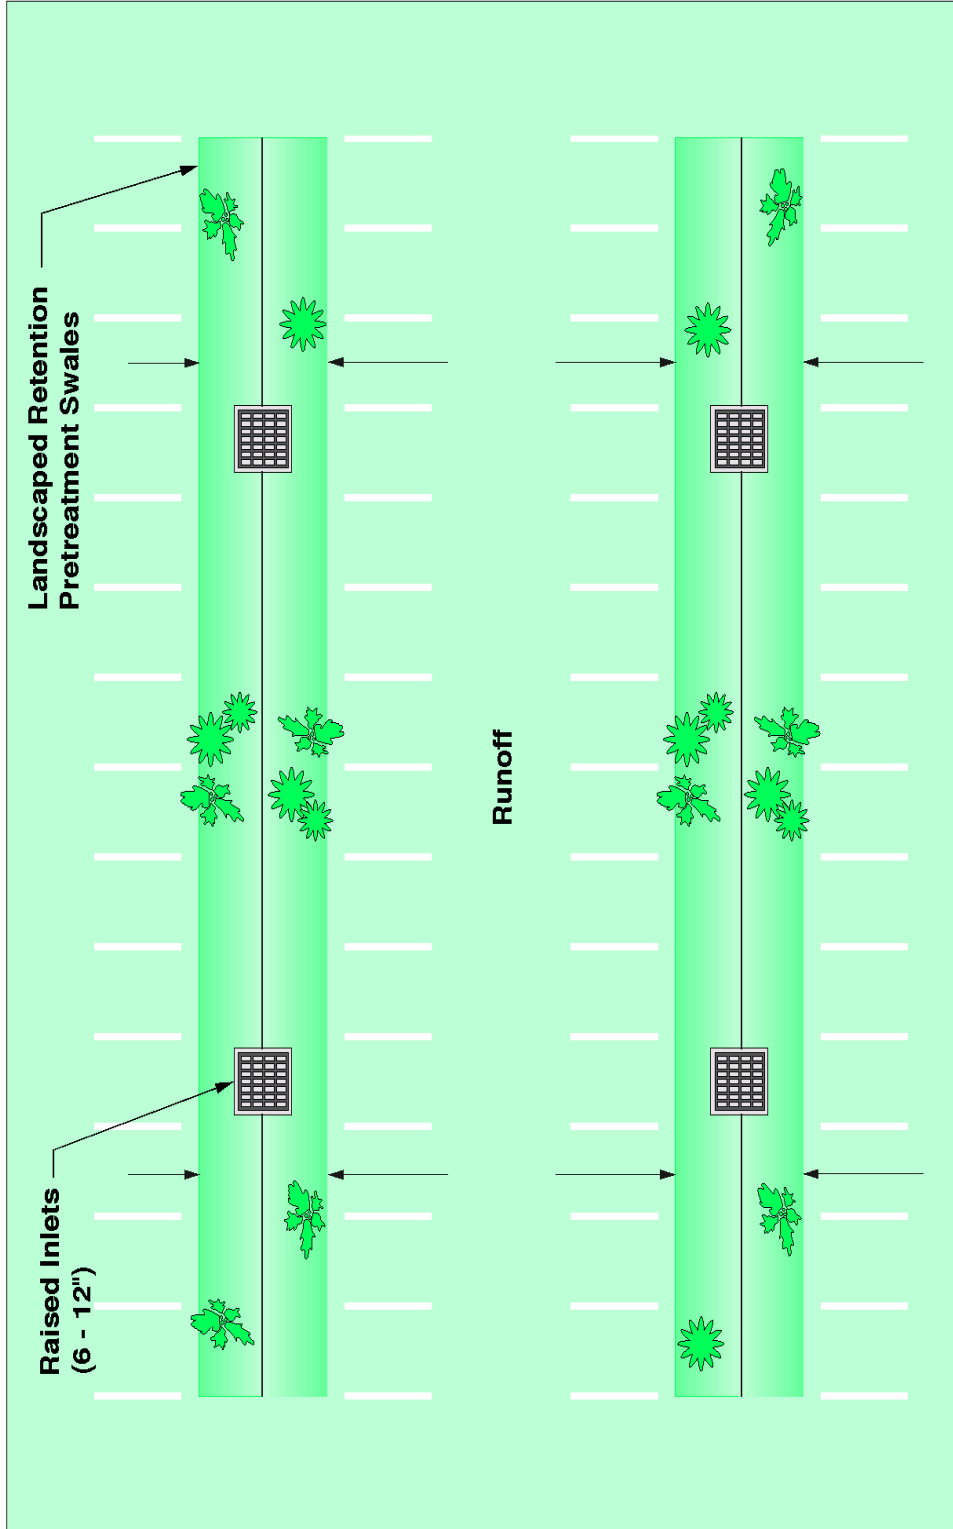 Landscaped Retention
Pretreatment Swales
Runoff
Raised Inlets
(6 - 12")